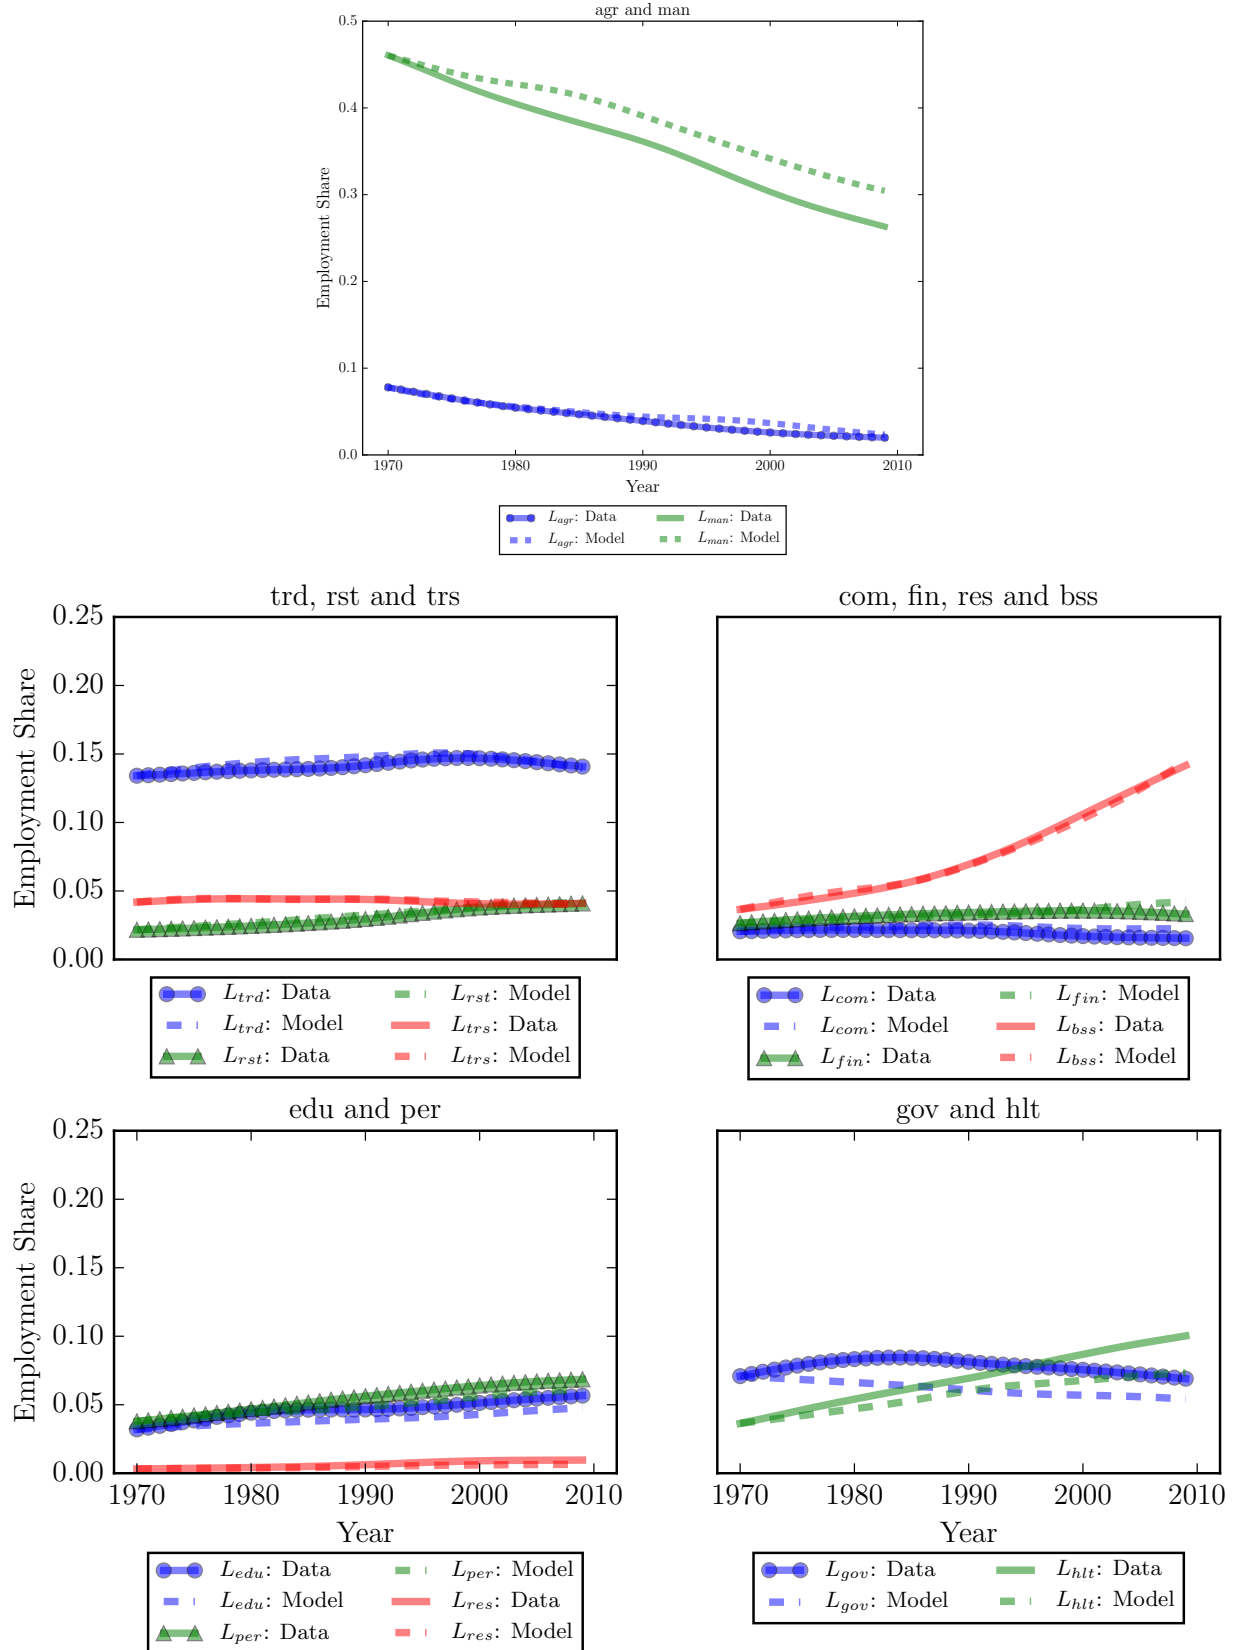 agr and man
0.5
0.4
0.3
0.2
0.1
0.0
Employment Share
1970 1980 1990 2000 2010
Year
L_agr: Data L_man: Data
L_agr: Model L_man: Model
trd, rst and trs
0.25
0.20
0.15
0.10
0.05
0.00
Employment Share
L_trd: Data L_rst: Model
L_trd: Model L_trs: Data
L_rst: Data L_trs: Model
com, fin, res and bss
L_com: Data L_fin: Model
L_com: Model L_bss: Data
L_fin: Data L_bss: Model
edu and per
0.25
0.20
0.15
0.10
0.05
0.00
Employment Share
1970 1980 1990 2000 2010
Year
L_edu: Data L_per: Model
L_edu: Model L_res: Data
L_per: Data L_res: Model
gov and hlt
1970 1980 1990 2000 2010
Year
L_gov: Data L_hlt: Data
L_gov: Model L_hlt: Model